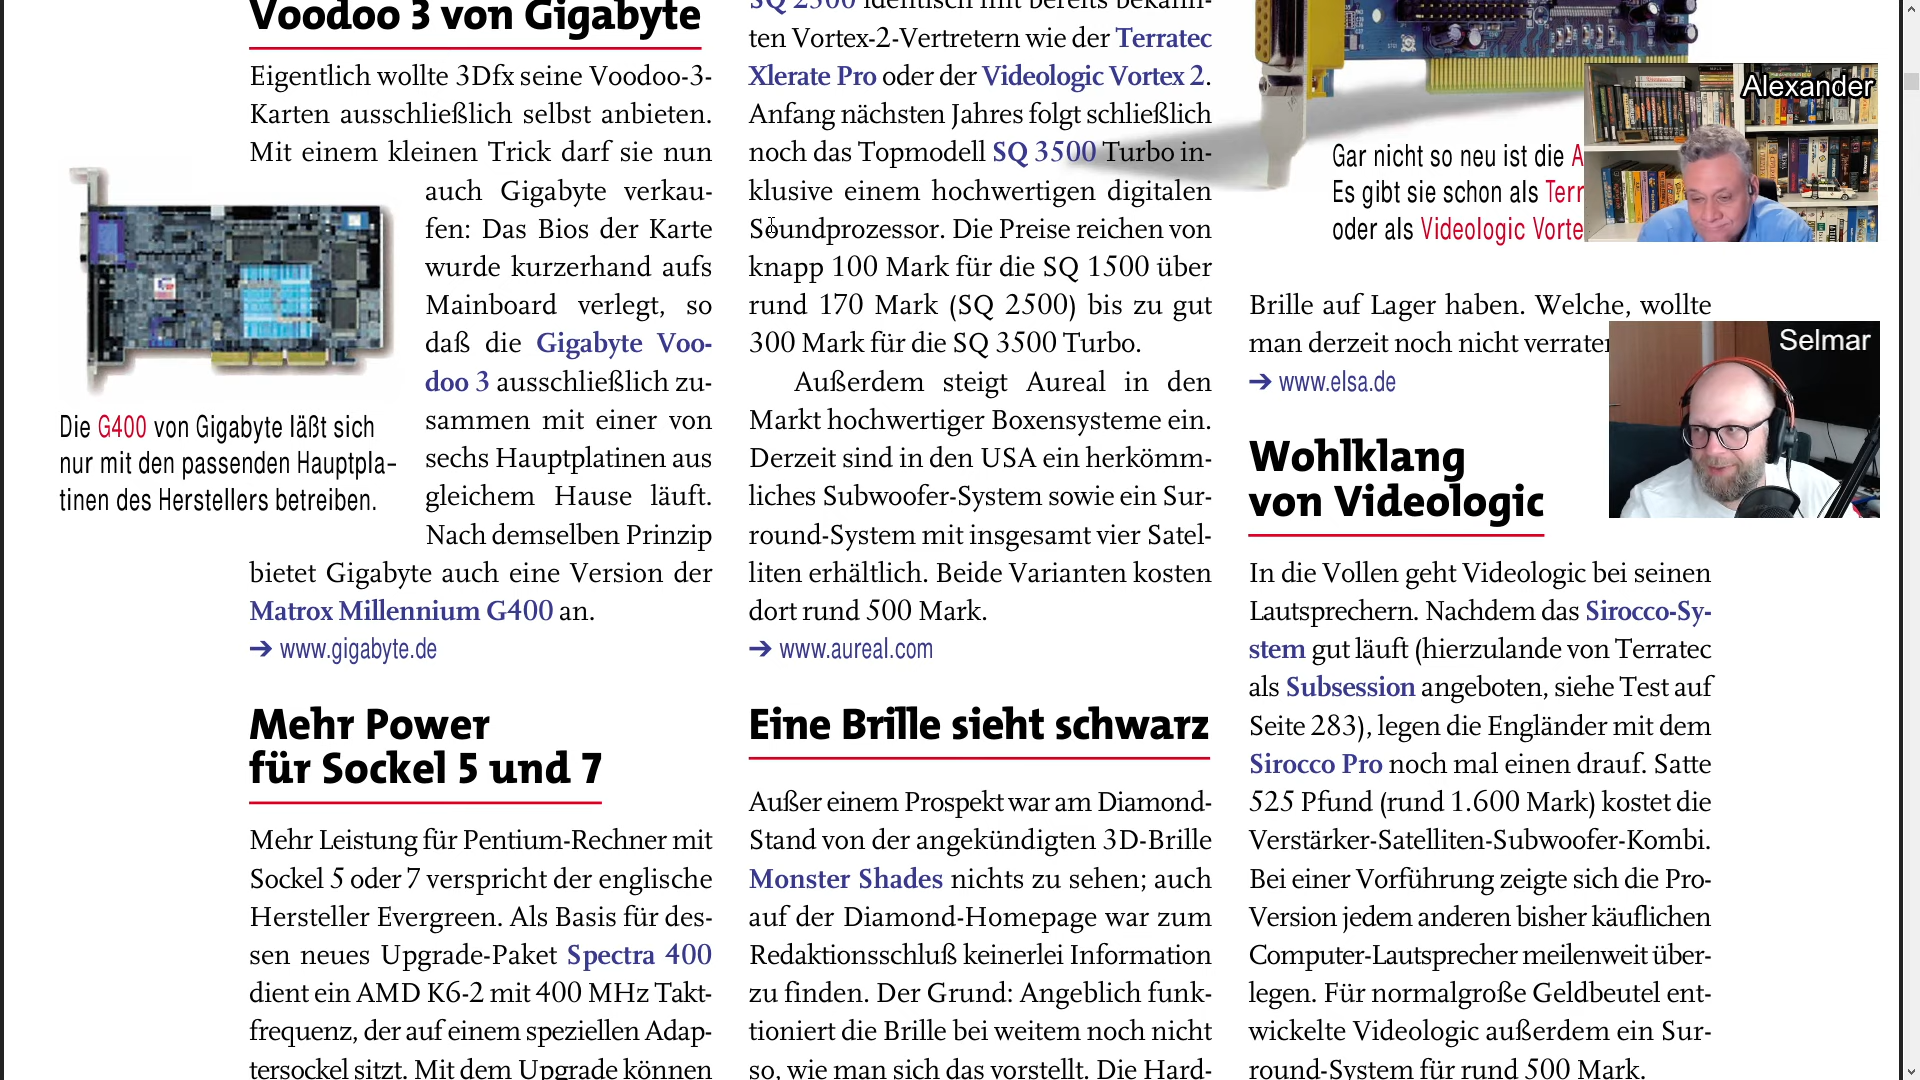 Voodoo 3 von Gigabyte
Eigentlich wollte 3Dfx seine Voodoo-3-
Karten ausschließlich selbst anbieten.
Mit einem kleinen Trick darf sie nun
auch Gigabyte verkau-
fen: Das Bios der Karte
wurde kurzerhand aufs
Mainboard verlegt, so
daß die Gigabyte Voo-
doo 3 ausschließlich zu-
sammen mit einer von
sechs Hauptplatinen aus
gleichem Hause läuft.
Nach demselben Prinzip
bietet Gigabyte auch eine Version der
Matrox Millennium G400 an.
➔ www.gigabyte.de
Die G400 von Gigabyte läßt sich
nur mit den passenden Hauptpla-
tinen des Herstellers betreiben.
Mehr Power
für Sockel 5 und 7
Mehr Leistung für Pentium-Rechner mit
Sockel 5 oder 7 verspricht der englische
Hersteller Evergreen. Als Basis für des-
sen neues Upgrade-Paket Spectra 400
dient ein AMD K6-2 mit 400 MHz Takt-
frequenz, der auf einem speziellen Adap-
tersockel sitzt. Mit dem Upgrade können
SQ 2500 identisch mit bereits bekann-
ten Vortex-2-Vertretern wie der Terratec
Xlerate Pro oder der Videologic Vortex 2.
Anfang nächsten Jahres folgt schließlich
noch das Topmodell SQ 3500 Turbo in-
klusive einem hochwertigen digitalen
Soundprozessor. Die Preise reichen von
knapp 100 Mark für die SQ 1500 über
rund 170 Mark (SQ 2500) bis zu gut
300 Mark für die SQ 3500 Turbo.
Außerdem steigt Aureal in den
Markt hochwertiger Boxensysteme ein.
Derzeit sind in den USA ein herkömm-
liches Subwoofer-System sowie ein Sur-
round-System mit insgesamt vier Satel-
liten erhältlich. Beide Varianten kosten
dort rund 500 Mark.
➔ www.aureal.com
Eine Brille sieht schwarz
Außer einem Prospekt war am Diamond-
Stand von der angekündigten 3D-Brille
Monster Shades nichts zu sehen; auch
auf der Diamond-Homepage war zum
Redaktionsschluß keinerlei Information
zu finden. Der Grund: Angeblich funk-
tioniert die Brille bei weitem noch nicht
so, wie man sich das vorstellt. Die Hard-
Gar nicht so neu ist die A
Es gibt sie schon als Terr
oder als Videologic Vorte
Brille auf Lager haben. Welche, wollte
man derzeit noch nicht verraten
➔ www.elsa.de
Wohlklang
von Videologic
In die Vollen geht Videologic bei seinen
Lautsprechern. Nachdem das Sirocco-Sy-
stem gut läuft (hierzulande von Terratec
als Subsession angeboten, siehe Test auf
Seite 283), legen die Engländer mit dem
Sirocco Pro noch mal einen drauf. Satte
525 Pfund (rund 1.600 Mark) kostet die
Verstärker-Satelliten-Subwoofer-Kombi.
Bei einer Vorführung zeigte sich die Pro-
Version jedem anderen bisher käuflichen
Computer-Lautsprecher meilenweit über-
legen. Für normalgroße Geldbeutel ent-
wickelte Videologic außerdem ein Sur-
round-System für rund 500 Mark.
Alexander
Selmar